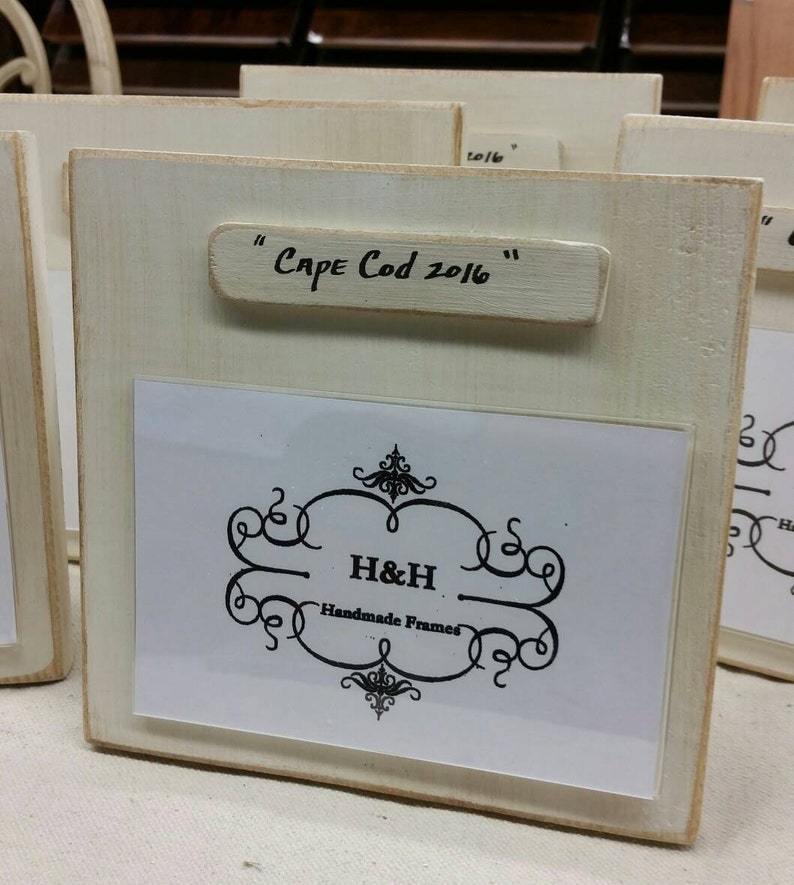 "Cape Cod 2016"
H&H
Handmade Frames
2016"
"
H